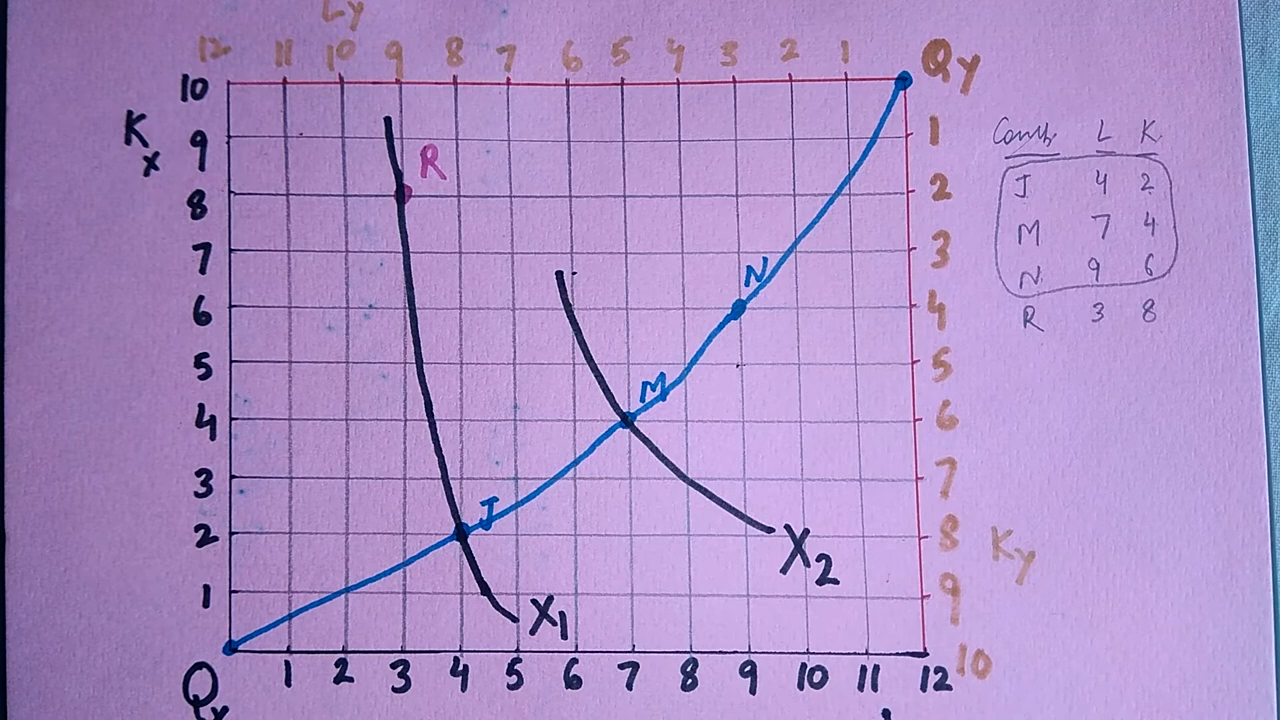 Ly
12 11 10 9 8 7 6 5 4 3 2 1 Qy
10
Kx
9
8
7
6
5
4
3
2
1
R
N
M
J
X2
X1
1
2
3
4
5
6
7
8
9
10
Ky
Qx 1 2 3 4 5 6 7 8 9 10 11 12
Comb L K
J 4 2
M 7 4
N 9 6
R 3 8